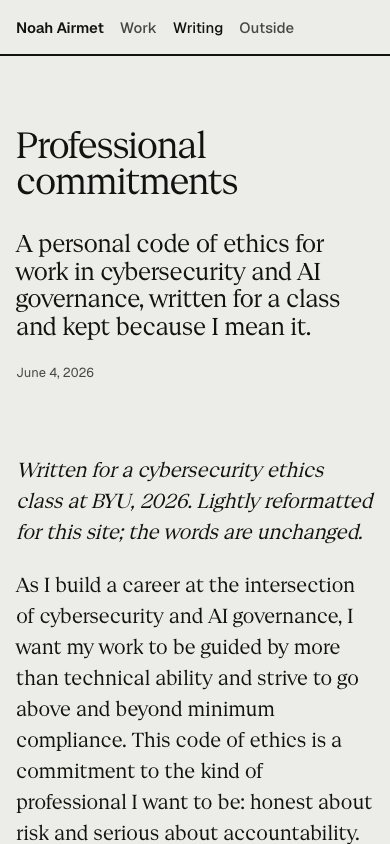 Noah Airmet Work Writing Outside
Professional
commitments
A personal code of ethics for
work in cybersecurity and AI
governance, written for a class
and kept because I mean it.
June 4, 2026
Written for a cybersecurity ethics
class at BYU, 2026. Lightly reformatted
for this site; the words are unchanged.
As I build a career at the intersection
of cybersecurity and AI governance, I
want my work to be guided by more
than technical ability and strive to go
above and beyond minimum
compliance. This code of ethics is a
commitment to the kind of
professional I want to be: honest about
risk and serious about accountability.